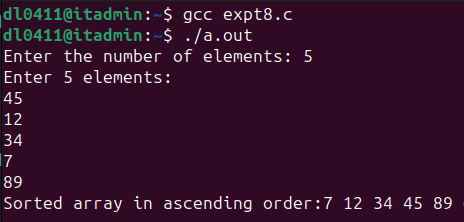 dl0411@itadmin:~$ gcc expt8.c
dl0411@itadmin:~$ ./a.out
Enter the number of elements: 5
Enter 5 elements:
45
12
34
7
89
Sorted array in ascending order:7 12 34 45 89